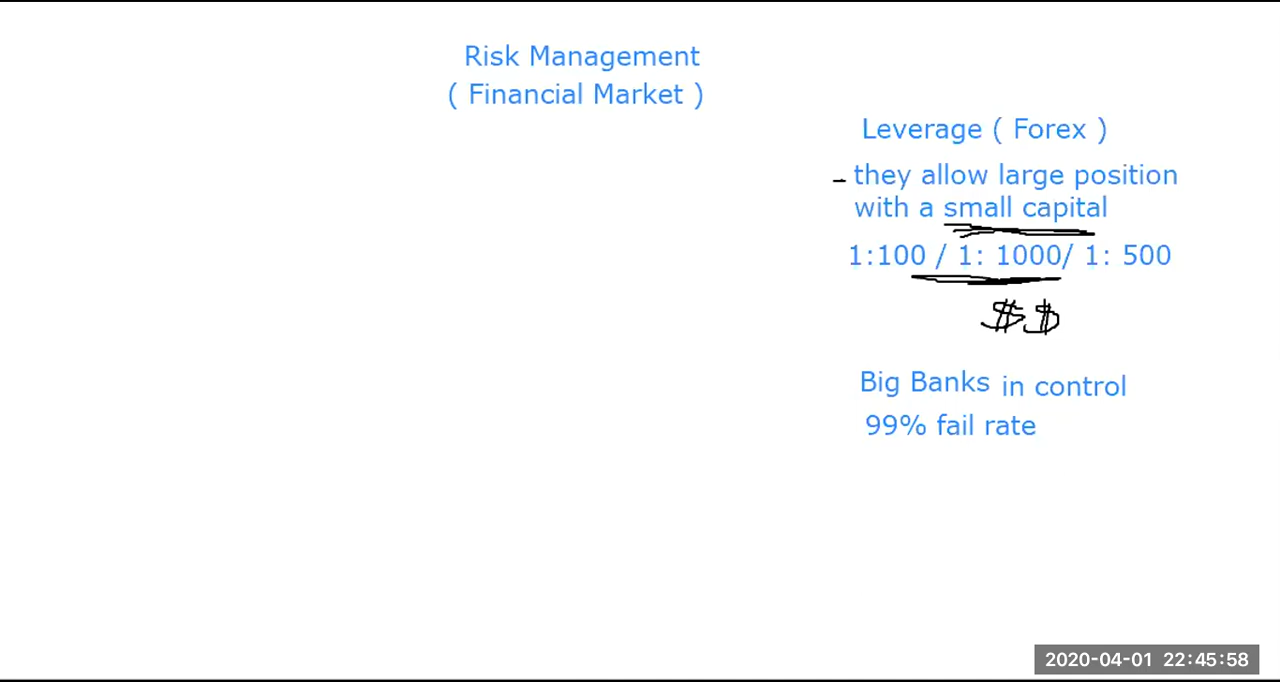 Risk Management
( Financial Market )
Leverage ( Forex )
- they allow large position
with a small capital
1:100 / 1: 1000/ 1: 500
$$
Big Banks in control
99% fail rate
2020-04-01 22:45:58